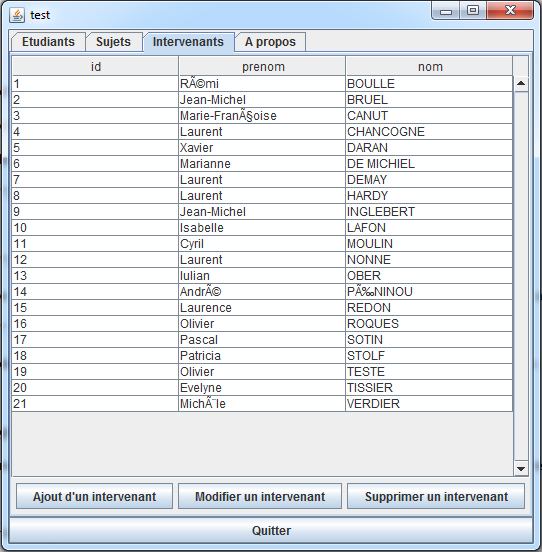 test
Etudiants Sujets Intervenants A propos
id prenom nom
1 RÃ©mi BOULLE
2 Jean-Michel BRUEL
3 Marie-FranÃ§oise CANUT
4 Laurent CHANCOGNE
5 Xavier DARAN
6 Marianne DE MICHIEL
7 Laurent DEMAY
8 Laurent HARDY
9 Jean-Michel INGLEBERT
10 Isabelle LAFON
11 Cyril MOULIN
12 Laurent NONNE
13 Iulian OBER
14 AndrÃ© PÃ‰NINOU
15 Laurence REDON
16 Olivier ROQUES
17 Pascal SOTIN
18 Patricia STOLF
19 Olivier TESTE
20 Evelyne TISSIER
21 MichÃ¨le VERDIER
Ajout d'un intervenant Modifier un intervenant Supprimer un intervenant
Quitter